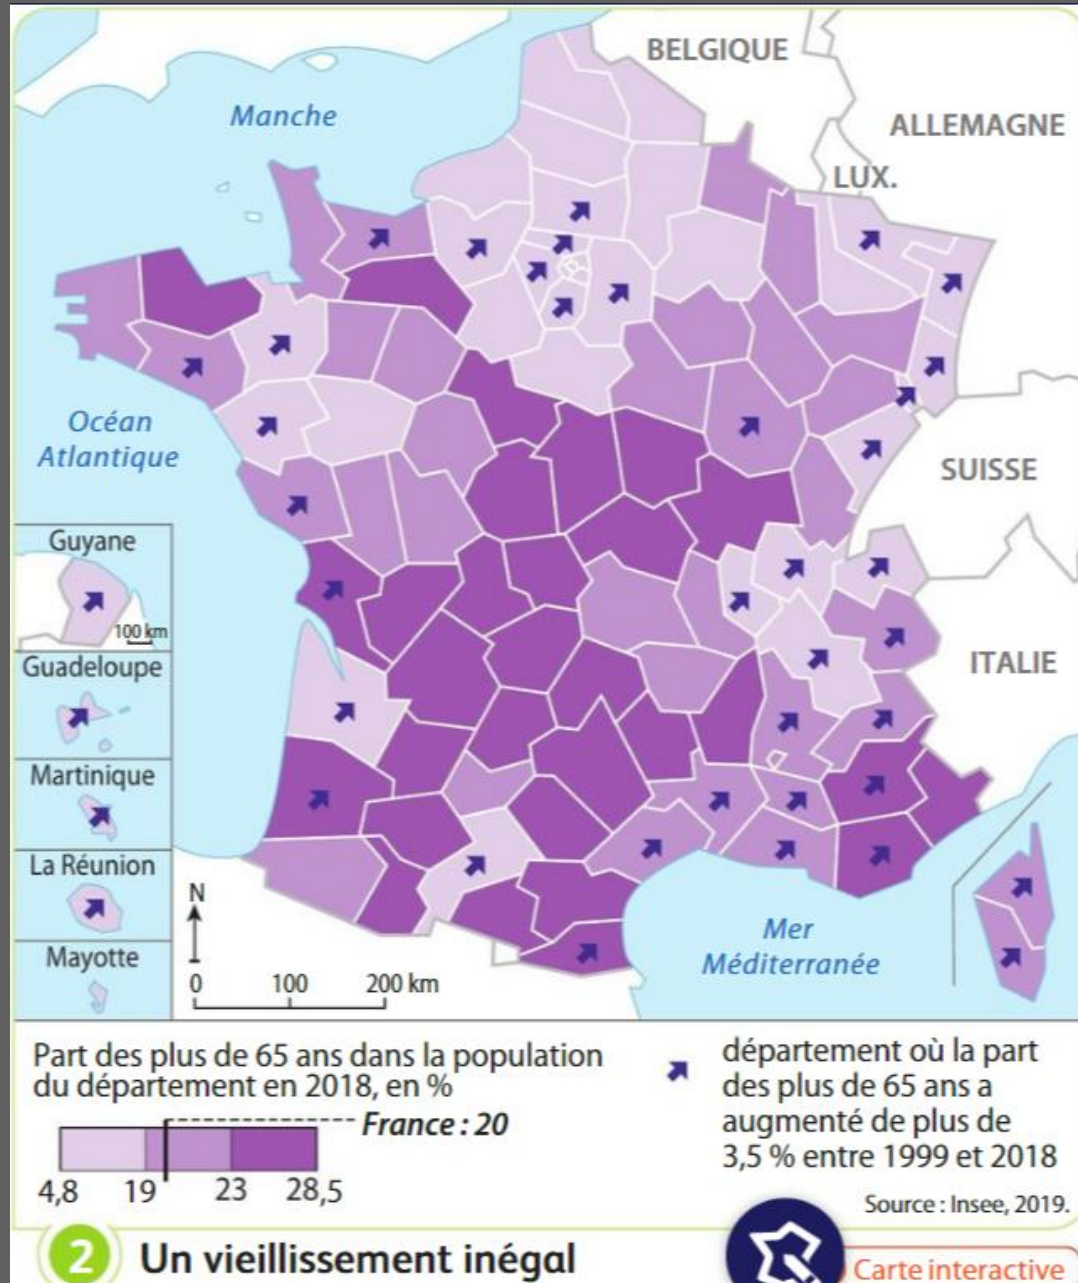 BELGIQUE
Manche
ALLEMAGNE
LUX.
Océan
Atlantique
SUISSE
Guyane
100 km
Guadeloupe
ITALIE
Martinique
La Réunion
N
Mayotte
Mer
Méditerranée
0 100 200 km
Part des plus de 65 ans dans la population
du département en 2018, en %
France : 20
4,8 19 23 28,5
département où la part
des plus de 65 ans a
augmenté de plus de
3,5 % entre 1999 et 2018
Source : Insee, 2019.
2 Un vieillissement inégal
Carte interactive